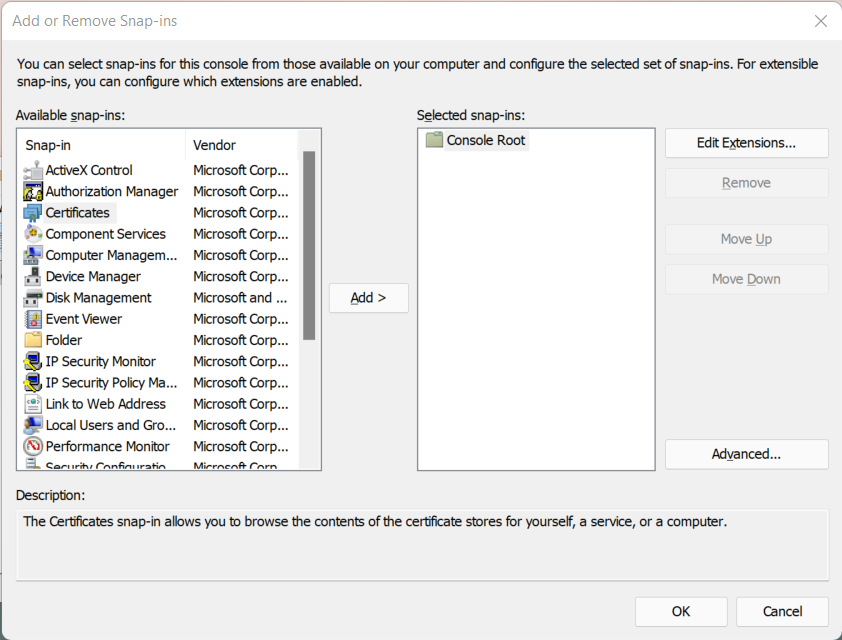 Add or Remove Snap-ins
You can select snap-ins for this console from those available on your computer and configure the selected set of snap-ins. For extensible
snap-ins, you can configure which extensions are enabled.
Available snap-ins:
Snap-in Vendor
ActiveX Control Microsoft Corp...
Authorization Manager Microsoft Corp...
Certificates Microsoft Corp...
Component Services Microsoft Corp...
Computer Managem... Microsoft Corp...
Device Manager Microsoft Corp...
Disk Management Microsoft and ...
Event Viewer Microsoft Corp...
Folder Microsoft Corp...
IP Security Monitor Microsoft Corp...
IP Security Policy Ma... Microsoft Corp...
Link to Web Address Microsoft Corp...
Local Users and Gro... Microsoft Corp...
Performance Monitor Microsoft Corp...
Security Configuratio Microsoft Corp
Add >
Selected snap-ins:
Console Root
Edit Extensions...
Remove
Move Up
Move Down
Advanced...
Description:
The Certificates snap-in allows you to browse the contents of the certificate stores for yourself, a service, or a computer.
OK
Cancel